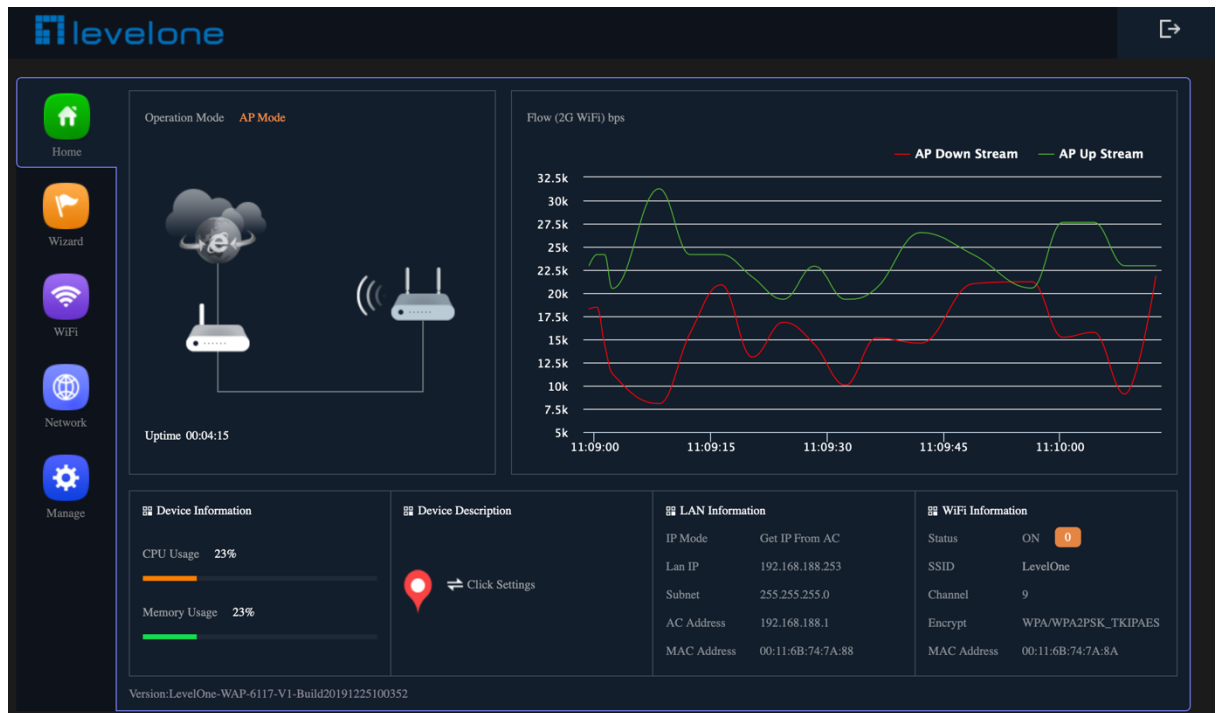 levelone
Home
Wizard
WiFi
Network
Manage
Operation Mode AP Mode
Uptime 00:04:15
Flow (2G WiFi) bps
AP Down Stream AP Up Stream
32.5k
30k
27.5k
25k
22.5k
20k
17.5k
15k
12.5k
10k
7.5k
5k
11:09:00 11:09:15 11:09:30 11:09:45 11:10:00
Device Information
CPU Usage 23%
Memory Usage 23%
Device Description
Click Settings
LAN Information
IP Mode Get IP From AC
Lan IP 192.168.188.253
Subnet 255.255.255.0
AC Address 192.168.188.1
MAC Address 00:11:6B:74:7A:88
WiFi Information
Status ON 0
SSID LevelOne
Channel 9
Encrypt WPA/WPA2PSK_TKIPAES
MAC Address 00:11:6B:74:7A:8A
Version:LevelOne-WAP-6117-V1-Build20191225100352